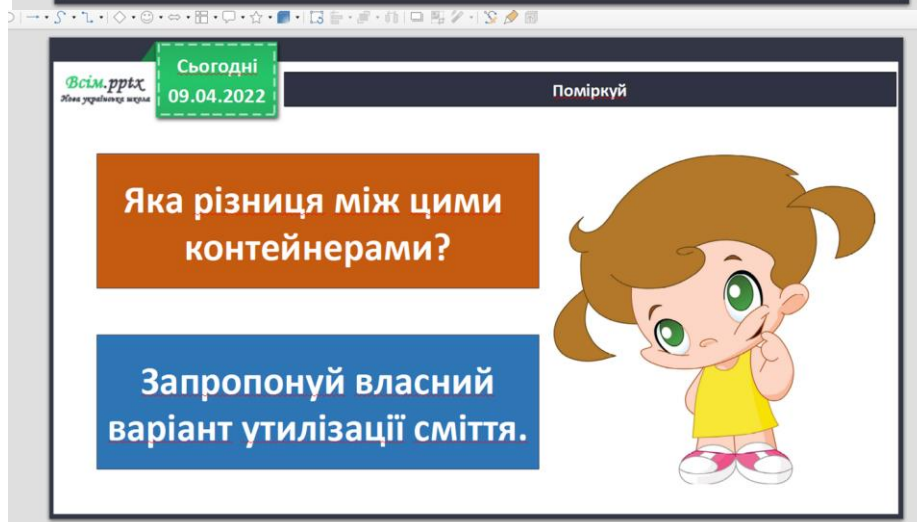 Всім.pptx
Нова українська школа
Сьогодні
09.04.2022
Поміркуй
Яка різниця між цими
контейнерами?
Запропонуй власний
варіант утилізації сміття.